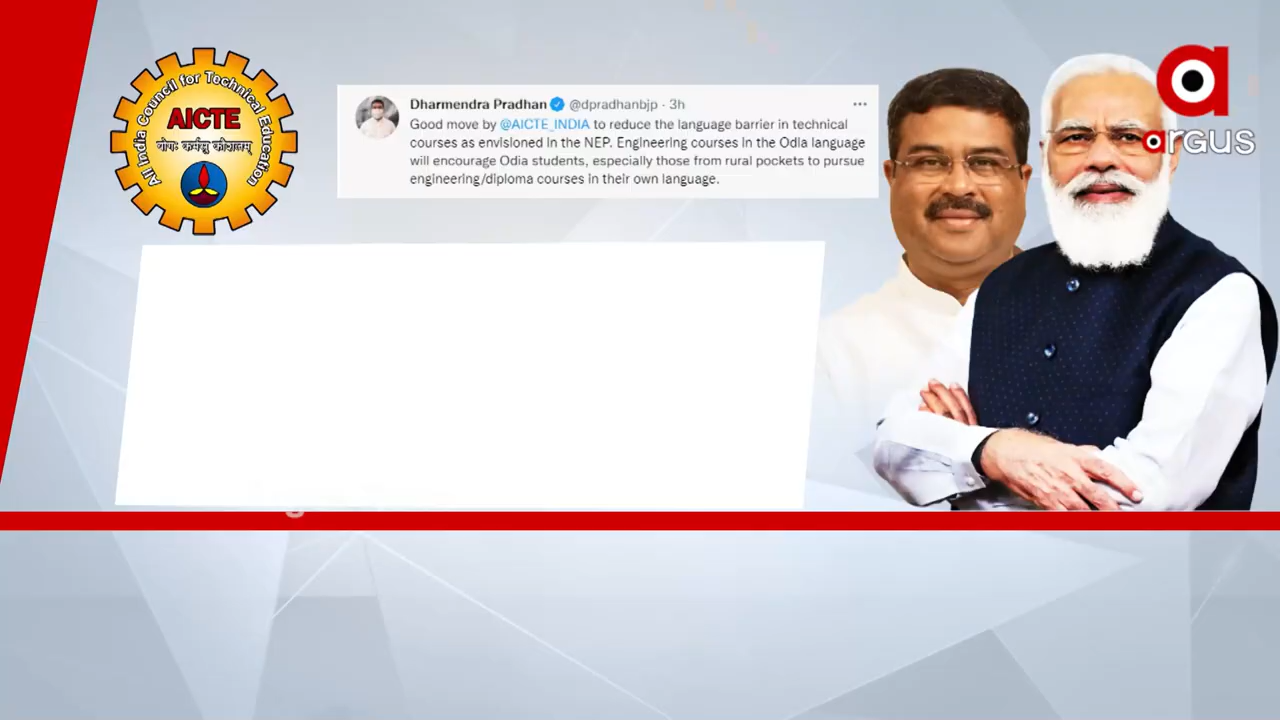 All India Council for Technical Education
AICTE
योगः कर्मसु कौशलम्
Dharmendra Pradhan @dpradhanbjp · 3h
Good move by @AICTE_INDIA to reduce the language barrier in technical
courses as envisioned in the NEP. Engineering courses in the Odia language
will encourage Odia students, especially those from rural pockets to pursue
engineering/diploma courses in their own language.
a
argus